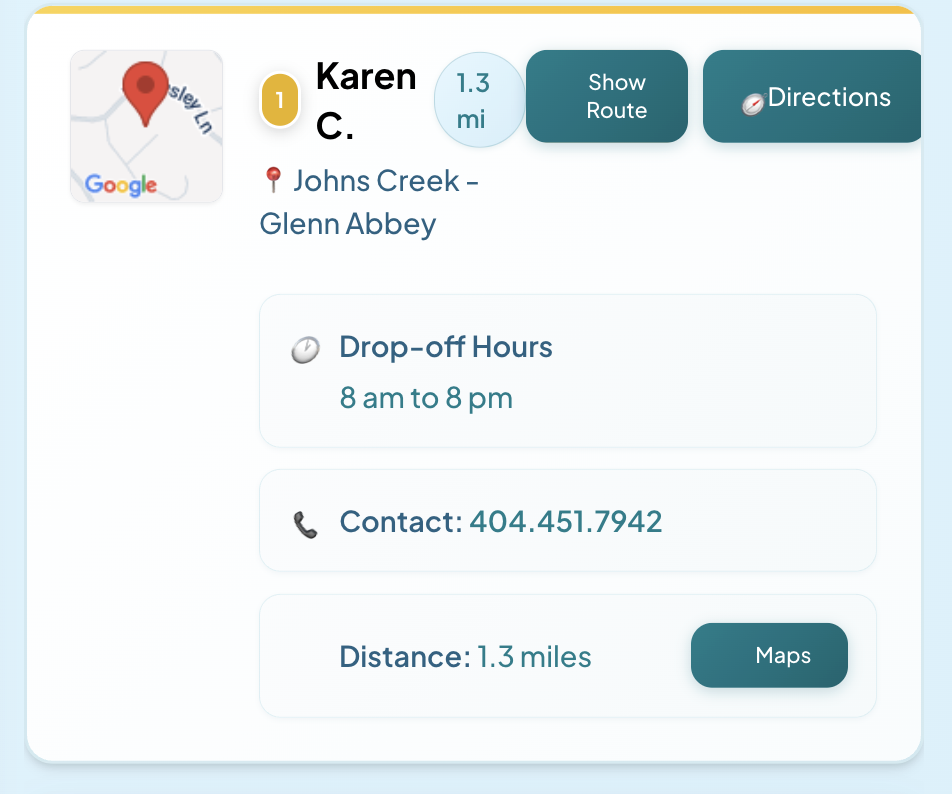 sley Ln
Google
1
Karen
C.
1.3
mi
Show
Route
Directions
Johns Creek -
Glenn Abbey
Drop-off Hours
8 am to 8 pm
Contact: 404.451.7942
Distance: 1.3 miles
Maps